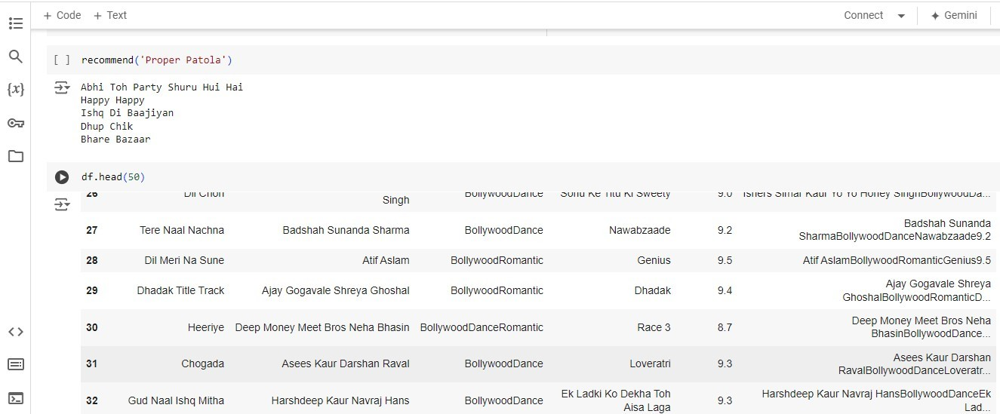 + Code + Text Connect Gemini
[ ] recommend('Proper Patola')
Abhi Toh Party Shuru Hui Hai
Happy Happy
Ishq Di Baajiyan
Dhup Chik
Bhare Bazaar
df.head(50)
26 Dil Chori Singh BollywoodDance Sonu Ke Titu Ki Sweety 9.0 Ishers Simar Kaur Yo Yo Honey SinghBollywoodDa...
27 Tere Naal Nachna Badshah Sunanda Sharma BollywoodDance Nawabzaade 9.2 Badshah Sunanda
SharmaBollywoodDanceNawabzaade9.2
28 Dil Meri Na Sune Atif Aslam BollywoodRomantic Genius 9.5 Atif AslamBollywoodRomanticGenius9.5
29 Dhadak Title Track Ajay Gogavale Shreya Ghoshal BollywoodRomantic Dhadak 9.4 Ajay Gogavale Shreya
GhoshalBollywoodRomanticD...
30 Heeriye Deep Money Meet Bros Neha Bhasin BollywoodDanceRomantic Race 3 8.7 Deep Money Meet Bros Neha
BhasinBollywoodDance...
31 Chogada Asees Kaur Darshan Raval BollywoodDance Loveratri 9.3 Asees Kaur Darshan
RavalBollywoodDanceLoveratr...
32 Gud Naal Ishq Mitha Harshdeep Kaur Navraj Hans BollywoodDance Ek Ladki Ko Dekha Toh
Aisa Laga 9.3 Harshdeep Kaur Navraj HansBollywoodDanceEk
Lad...